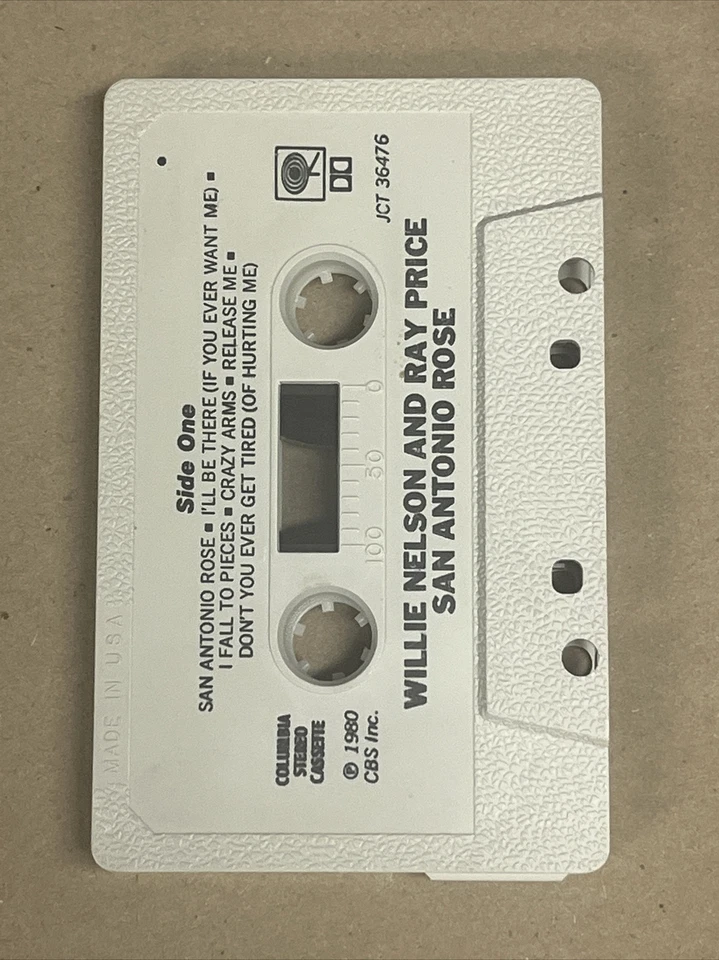 MADE IN USA
Side One
SAN ANTONIO ROSE ■ I'LL BE THERE (IF YOU EVER WANT ME) ■
I FALL TO PIECES ■ CRAZY ARMS ■ RELEASE ME ■
DON'T YOU EVER GET TIRED (OF HURTING ME)
COLUMBIA
STEREO
CASSETTE
℗ 1980
CBS Inc.
100 50 0
JCT 36476
WILLIE NELSON AND RAY PRICE
SAN ANTONIO ROSE